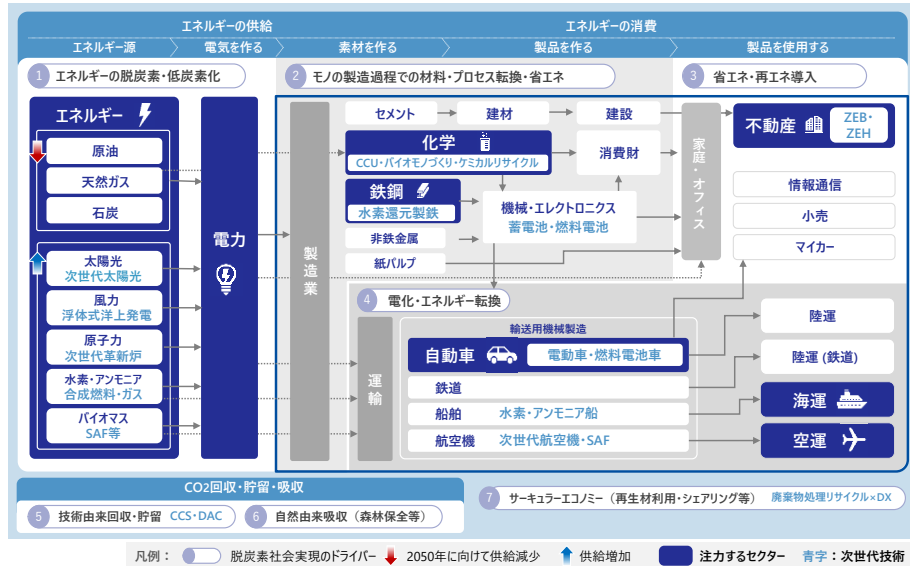 エネルギーの供給
エネルギーの消費
エネルギー源
電気を作る
素材を作る
製品を作る
製品を使用する
1 エネルギーの脱炭素・低炭素化
2 モノの製造過程での材料・プロセス転換・省エネ
3 省エネ・再エネ導入
エネルギー
原油
天然ガス
石炭
太陽光
次世代太陽光
風力
浮体式洋上発電
原子力
次世代革新炉
水素・アンモニア
合成燃料・ガス
バイオマス
SAF等
電力
製造業
セメント
建材
建設
化学
CCU・バイオモノづくり・ケミカルリサイクル
消費財
鉄鋼
水素還元製鉄
機械・エレクトロニクス
蓄電池・燃料電池
非鉄金属
紙パルプ
家庭・オフィス
不動産
ZEB・
ZEH
情報通信
小売
マイカー
4 電化・エネルギー転換
運輸
輸送用機械製造
自動車
電動車・燃料電池車
鉄道
船舶 水素・アンモニア船
航空機 次世代航空機・SAF
陸運
陸運 (鉄道)
海運
空運
CO2回収・貯留・吸収
5 技術由来回収・貯留 CCS・DAC
6 自然由来吸収（森林保全等）
7 サーキュラーエコノミー（再生材利用・シェアリング等） 廃棄物処理リサイクル×DX
凡例： 脱炭素社会実現のドライバー 2050年に向けて供給減少 供給増加 注力するセクター 青字：次世代技術